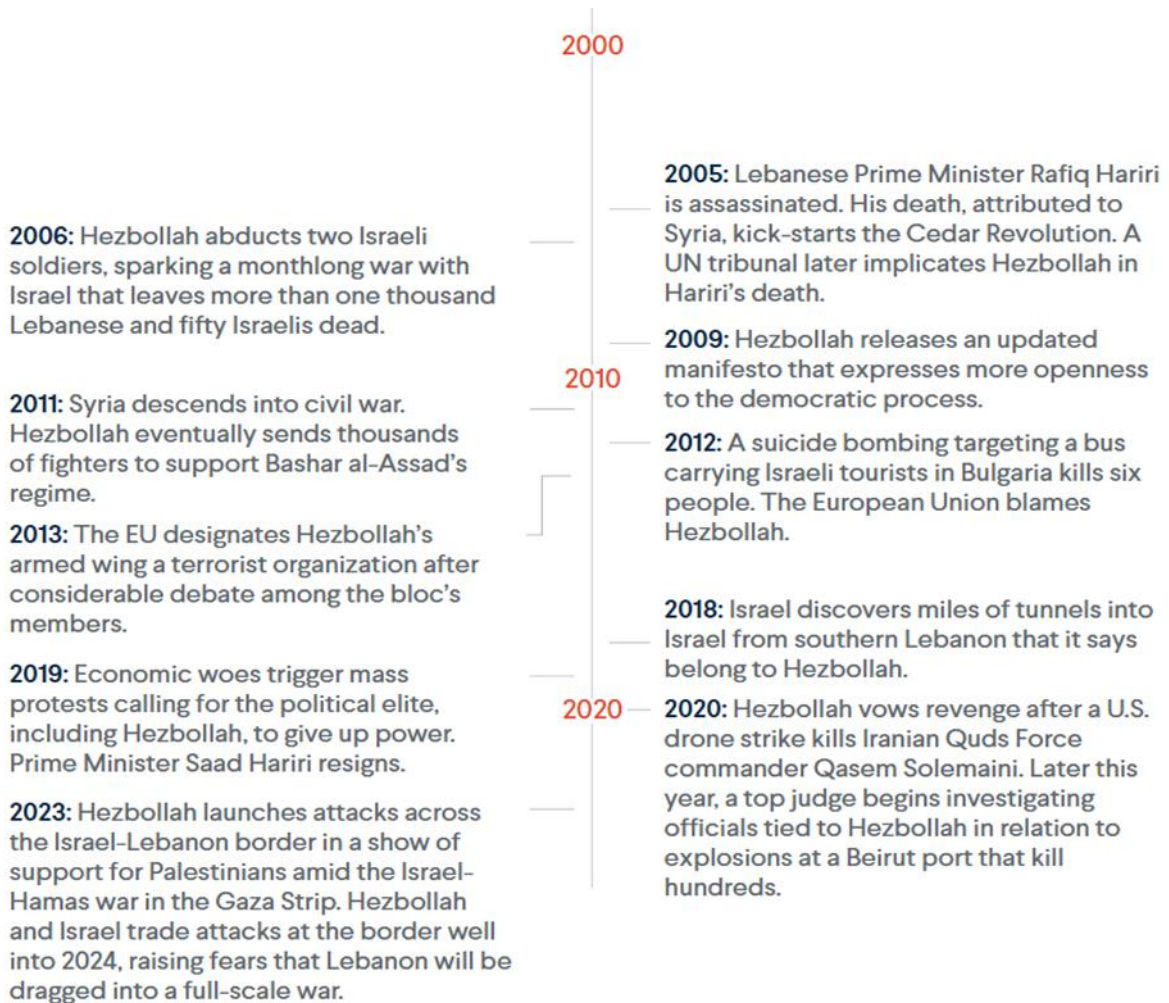 2000
2005: Lebanese Prime Minister Rafiq Hariri
is assassinated. His death, attributed to
Syria, kick-starts the Cedar Revolution. A
UN tribunal later implicates Hezbollah in
Hariri’s death.
2006: Hezbollah abducts two Israeli
soldiers, sparking a monthlong war with
Israel that leaves more than one thousand
Lebanese and fifty Israelis dead.
2009: Hezbollah releases an updated
manifesto that expresses more openness
to the democratic process.
2010
2011: Syria descends into civil war.
Hezbollah eventually sends thousands
of fighters to support Bashar al-Assad’s
regime.
2012: A suicide bombing targeting a bus
carrying Israeli tourists in Bulgaria kills six
people. The European Union blames
Hezbollah.
2013: The EU designates Hezbollah’s
armed wing a terrorist organization after
considerable debate among the bloc’s
members.
2018: Israel discovers miles of tunnels into
Israel from southern Lebanon that it says
belong to Hezbollah.
2019: Economic woes trigger mass
protests calling for the political elite,
including Hezbollah, to give up power.
Prime Minister Saad Hariri resigns.
2020
2020: Hezbollah vows revenge after a U.S.
drone strike kills Iranian Quds Force
commander Qasem Solemaini. Later this
year, a top judge begins investigating
officials tied to Hezbollah in relation to
explosions at a Beirut port that kill
hundreds.
2023: Hezbollah launches attacks across
the Israel-Lebanon border in a show of
support for Palestinians amid the Israel-
Hamas war in the Gaza Strip. Hezbollah
and Israel trade attacks at the border well
into 2024, raising fears that Lebanon will be
dragged into a full-scale war.